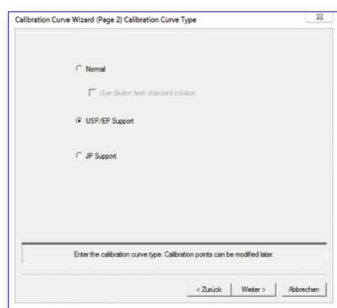 Calibration Curve Wizard (Page 2) Calibration Curve Type
Normal
Use dilution from standard solution
USP/EP Support
JP Support
Enter the calibration curve type. Calibration points can be modified later.
< Zurück
Weiter >
Abbrechen